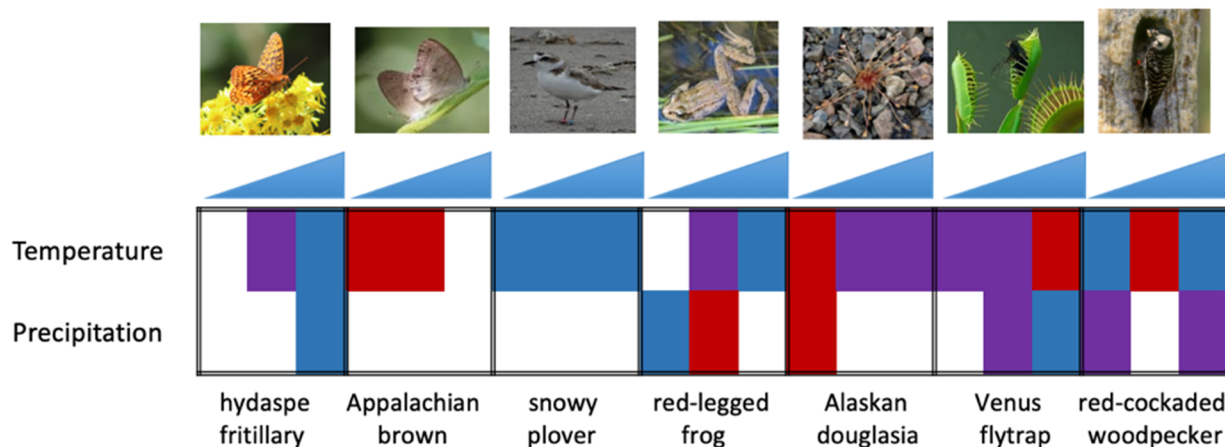 Temperature
Precipitation
hydaspe Appalachian snowy red-legged Alaskan Venus red-cockaded
fritillary brown plover frog douglasia flytrap woodpecker